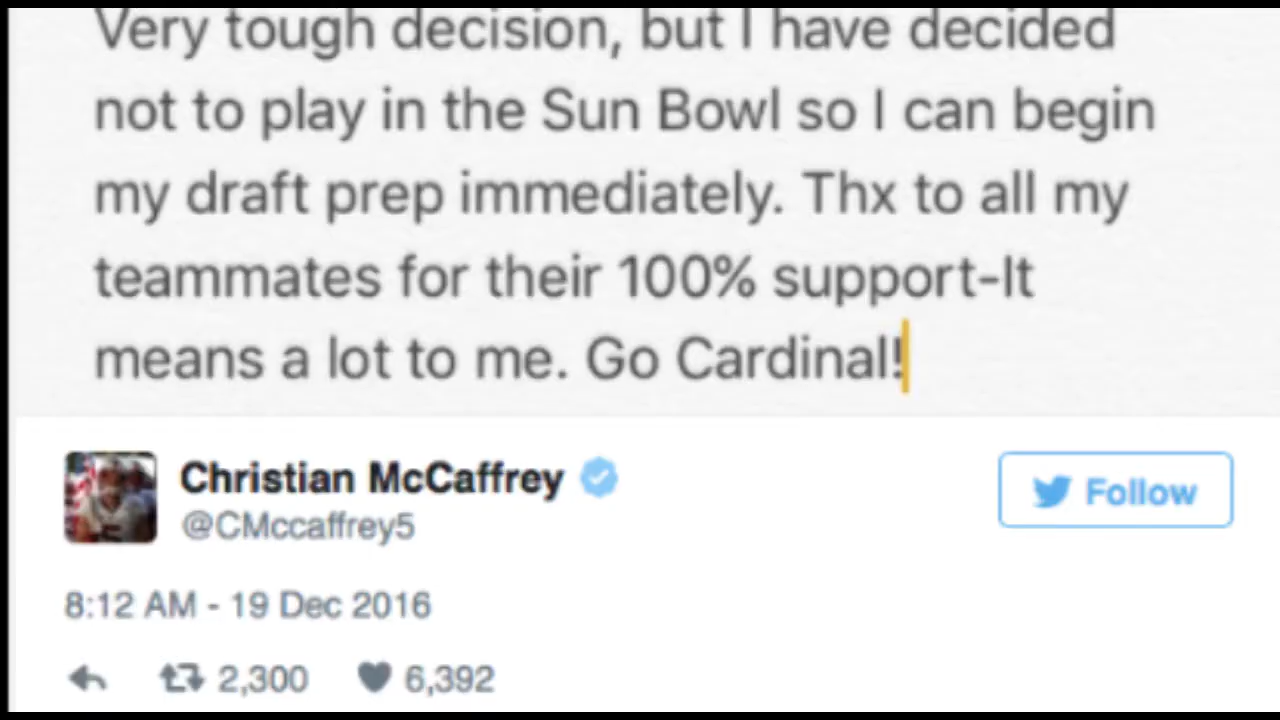 Very tough decision, but I have decided
not to play in the Sun Bowl so I can begin
my draft prep immediately. Thx to all my
teammates for their 100% support-It
means a lot to me. Go Cardinal!
Christian McCaffrey
Follow
@CMccaffrey5
8:12 AM - 19 Dec 2016
2,300 6,392